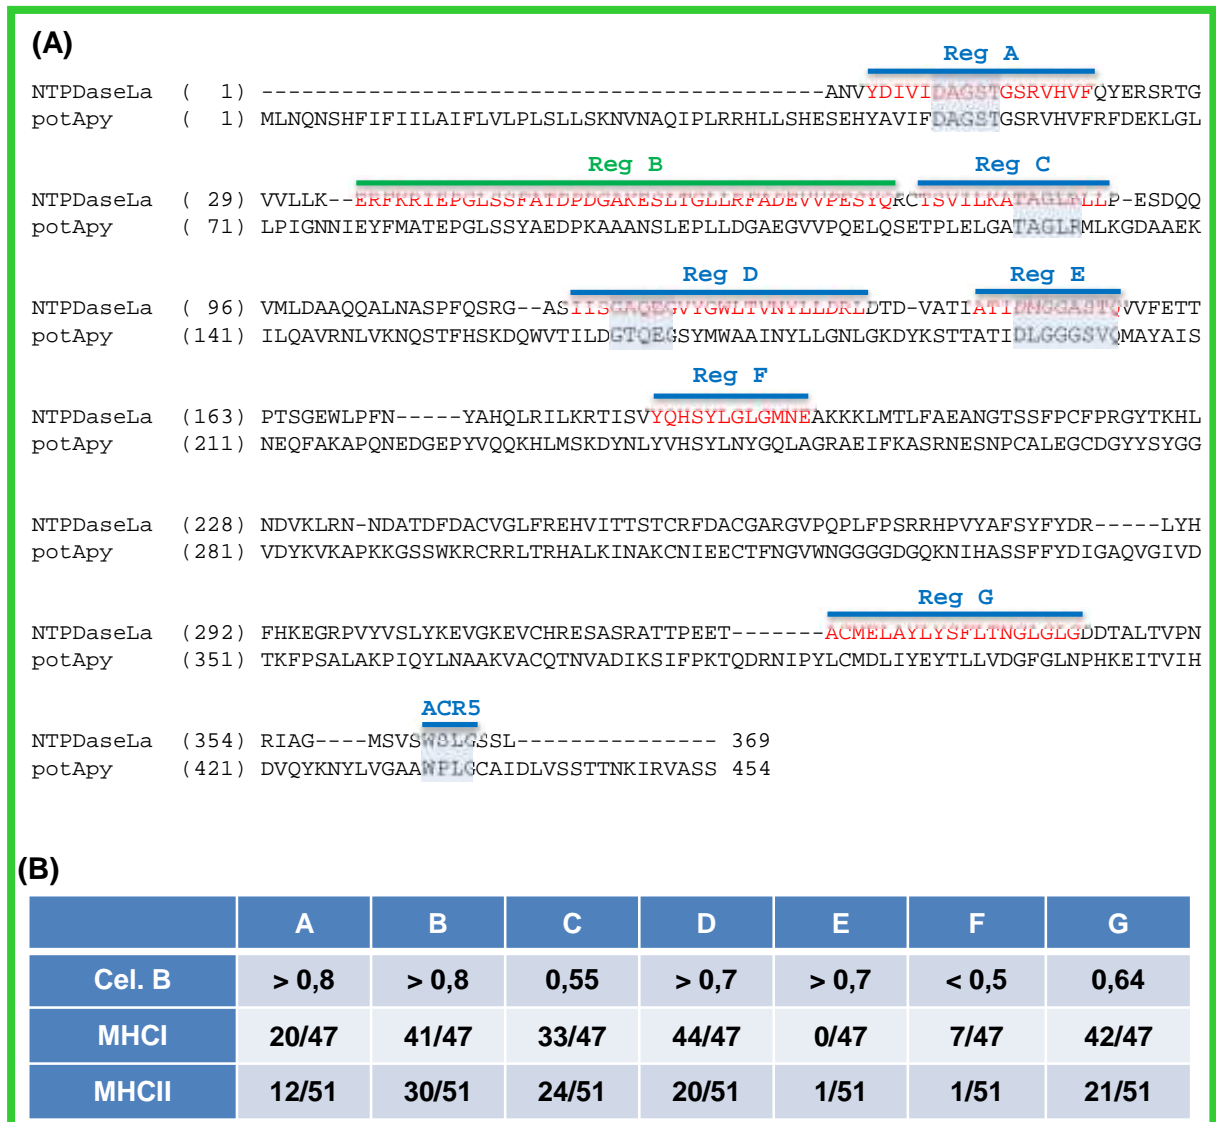 (A)
Reg A
NTPDaseLa ( 1) -----------------------------------ANVYDIVIDAGSTGSRVHVFQYERSRTG
potApy ( 1) MLNQNSHFIFIILAIFLVLPLSLLSKNVNAQIPLRRHLLSHESEHYAVIFDAGSTGSRVHVFRFDEKLGL
Reg B Reg C
NTPDaseLa ( 29) VVLLK--ERFKRIEPGLSSFATDPDGAKESLTGLLRFADEVVPESYQRCTSVILKATAGLRLLP-ESDQQ
potApy ( 71) LPIGNNIEYFMATEPGLSSYAEDPKAAANSLEPLLDGAEGVVPQELQSETPLELGATAGLRMLKGDAAEK
Reg D Reg E
NTPDaseLa ( 96) VMLDAAQQALNASPFQSRG--ASIISGAQEGVYGWLTVNYLLDRLDTD-VATIATIDMGGASTQVVFETT
potApy (141) ILQAVRNLVKNQSTFHSKDQWVTILDGTQEGSYMWAAINYLLGNLGKDYKSTTATIDLGGGSVQMAYAIS
Reg F
NTPDaseLa (163) PTSGEWLPFN-----YAHQLRILKRTISVYQHSYLGLGMNEAKKKLMTLFAEANGTSSFPCFPRGYTKHL
potApy (211) NEQFAKAPQNEDGEPYVQQKHLMSKDYNLYVHSYLNYGQLAGRAEIFKASRNESNPCALEGCDGYYSYGG
NTPDaseLa (228) NDVKLRN-NDATDFDACVGLFREHVITTSTCRFDACGARGVPQPLFPSRRHPVYAFSYFYDR-----LYH
potApy (281) VDYKVKAPKKGSSWKRCRRLTRHALKINAKCNIEECTFNGVWNGGGGDGQKNIHASSFFYDIGAQVGIVD
Reg G
NTPDaseLa (292) FHKEGRPVYVSLYKEVGKEVCHRESASRATTPEET-------ACMELAYLYSFLTNGLGLGDDTALTVPN
potApy (351) TKFPSALAKPIQYLNAAKVACQTNVADIKSIFPKTQDRNIPYLCMDLIYEYTLLVDGFGLNPHKEITVIH
ACR5
NTPDaseLa (354) RIAG----MSVSWSLGSSL--------------- 369
potApy (421) DVQYKNYLVGAAWPLGCAIDLVSSTTNKIRVASS 454
(B)
A B C D E F G
Cel. B > 0,8 > 0,8 0,55 > 0,7 > 0,7 < 0,5 0,64
MHCI 20/47 41/47 33/47 44/47 0/47 7/47 42/47
MHCII 12/51 30/51 24/51 20/51 1/51 1/51 21/51